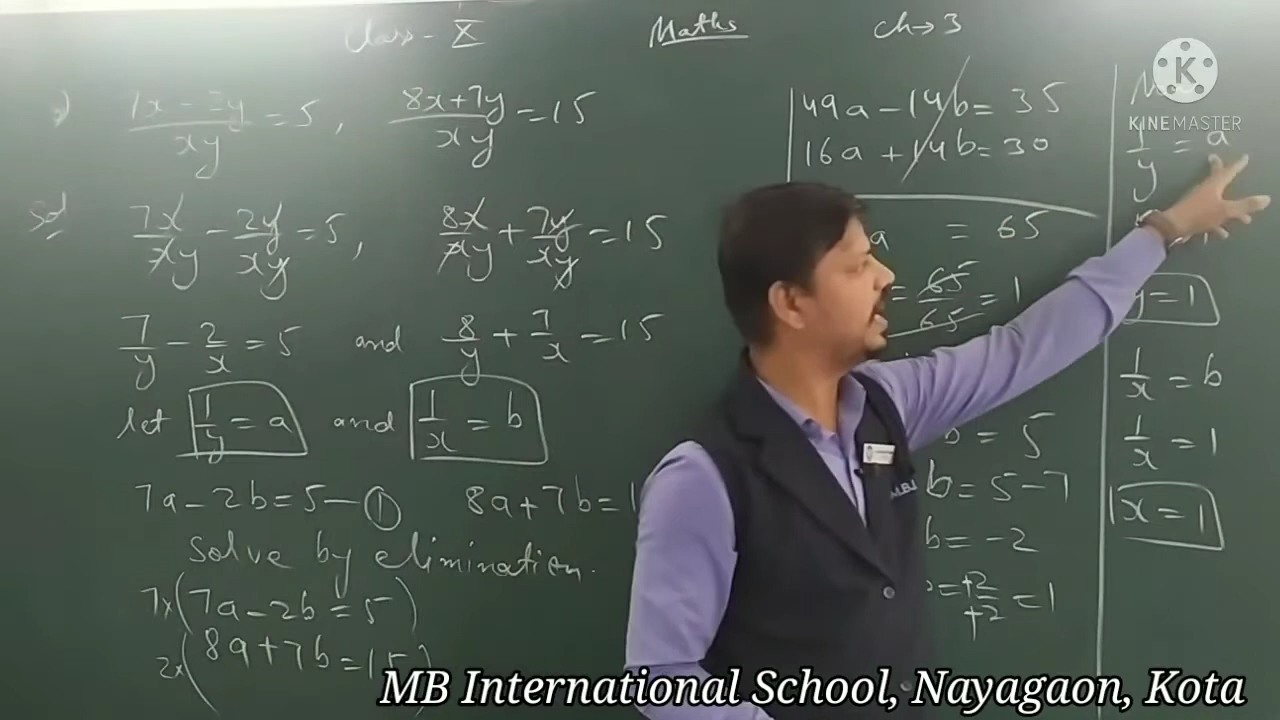 Class - X Maths Ch → 3
7x - 2y / xy = 5, 8x + 7y / xy = 15
Sol 7x/xy - 2y/xy = 5, 8x/xy + 7y/xy = 15
7/y - 2/x = 5 and 8/y + 7/x = 15
let 1/y = a and 1/x = b
7a - 2b = 5 - ① 8a + 7b = 1
Solve by elimination.
7x(7a - 2b = 5)
2x(8a + 7b = 15)
49a - 14b = 35
16a + 14b = 30
a = 65
= 65/65 = 1
b = 5
b = 5 - 7
b = -2
= +2/+2 = 1
1/y = a
y = 1
1/x = b
1/x = 1
x = 1
M.B.I
KINEMASTER
MB International School, Nayagaon, Kota